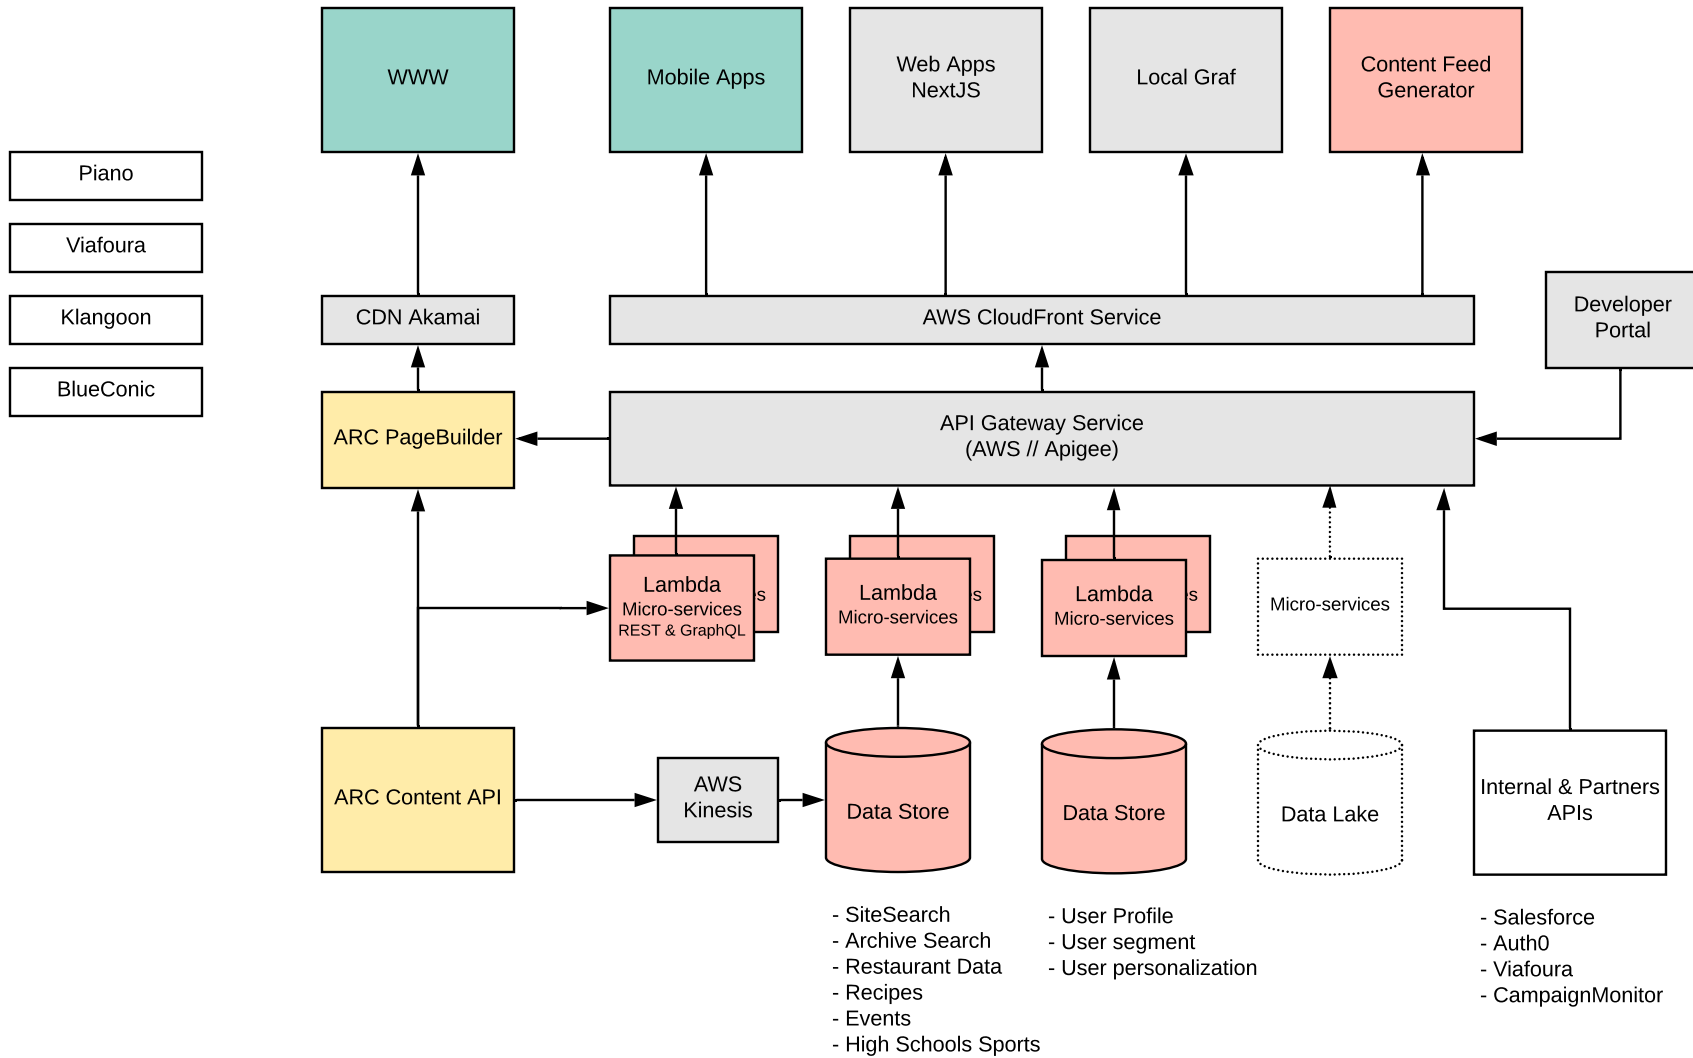 WWW
Mobile Apps
Web Apps
NextJS
Local Graf
Content Feed
Generator
Piano
Viafoura
Klangoon
BlueConic
CDN Akamai
AWS CloudFront Service
Developer
Portal
ARC PageBuilder
API Gateway Service
(AWS // Apigee)
Lambda
Micro-services
REST & GraphQL
s
Lambda
Micro-services
s
Lambda
Micro-services
s
Micro-services
ARC Content API
AWS
Kinesis
Data Store
Data Store
Data Lake
Internal & Partners
APIs
- SiteSearch
- Archive Search
- Restaurant Data
- Recipes
- Events
- High Schools Sports
- User Profile
- User segment
- User personalization
- Salesforce
- Auth0
- Viafoura
- CampaignMonitor